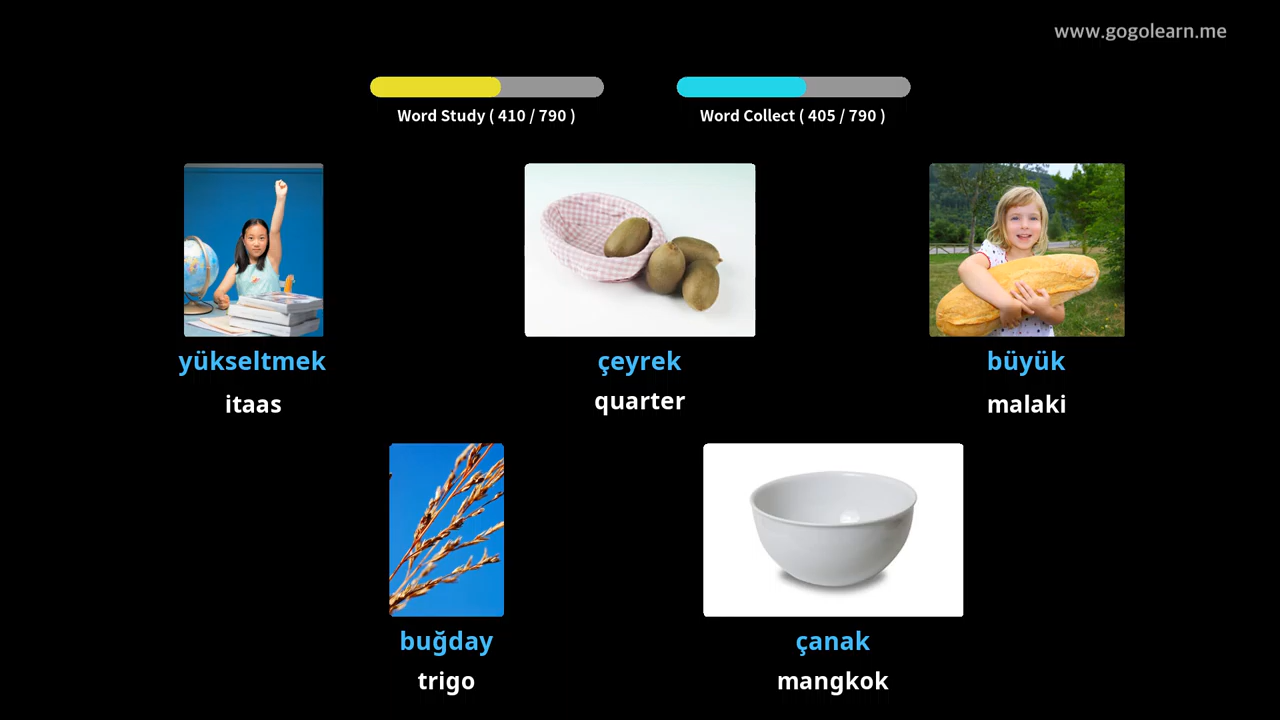 www.gogolearn.me
Word Study ( 410 / 790 )
Word Collect ( 405 / 790 )
yükseltmek
itaas
çeyrek
quarter
büyük
malaki
buğday
trigo
çanak
mangkok